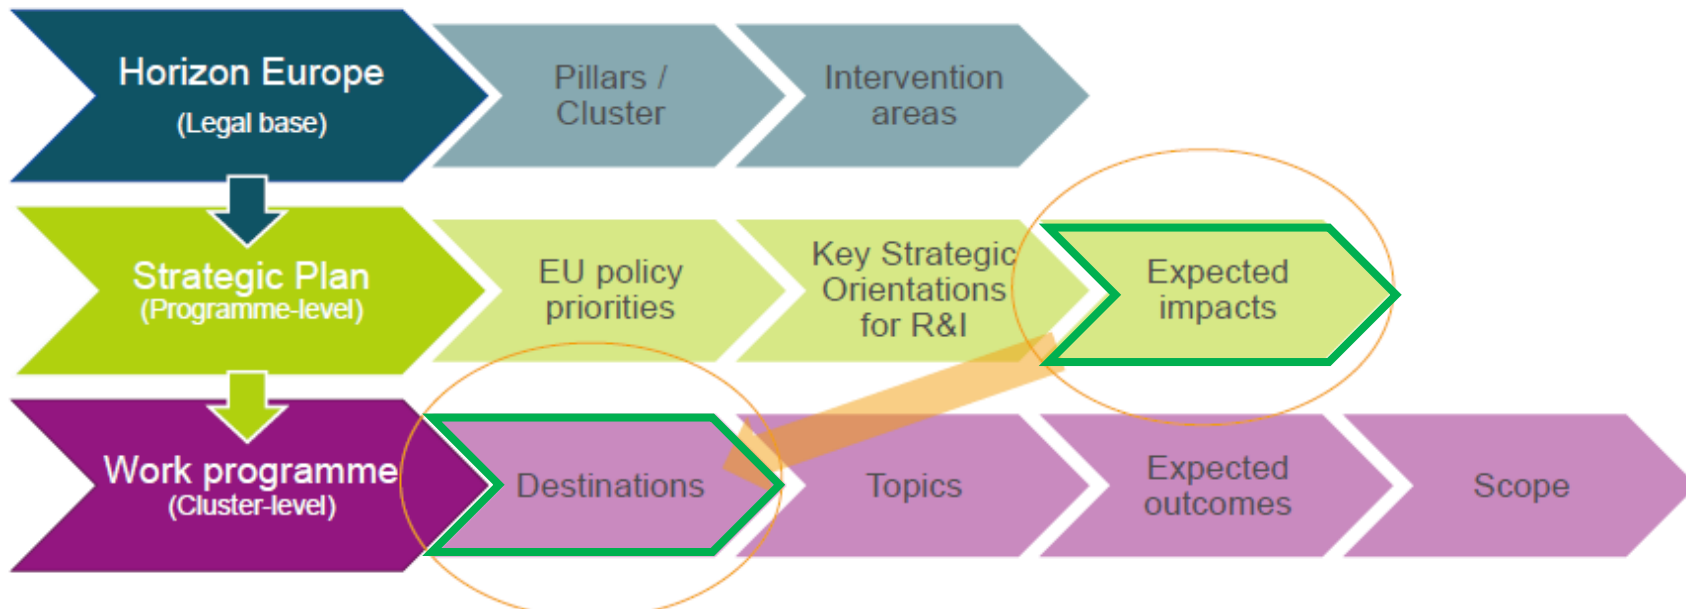 Horizon Europe
(Legal base)
Pillars /
Cluster
Intervention
areas
Strategic Plan
(Programme-level)
EU policy
priorities
Key Strategic
Orientations
for R&I
Expected
impacts
Work programme
(Cluster-level)
Destinations
Topics
Expected
outcomes
Scope